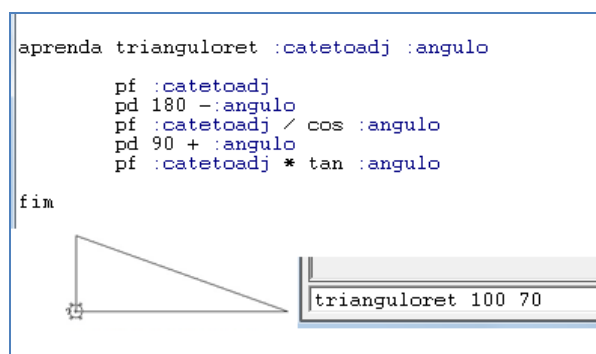 aprenda trianguloret :catetoadj :angulo
pf :catetoadj
pd 180 -:angulo
pf :catetoadj / cos :angulo
pd 90 + :angulo
pf :catetoadj * tan :angulo
fim
trianguloret 100 70